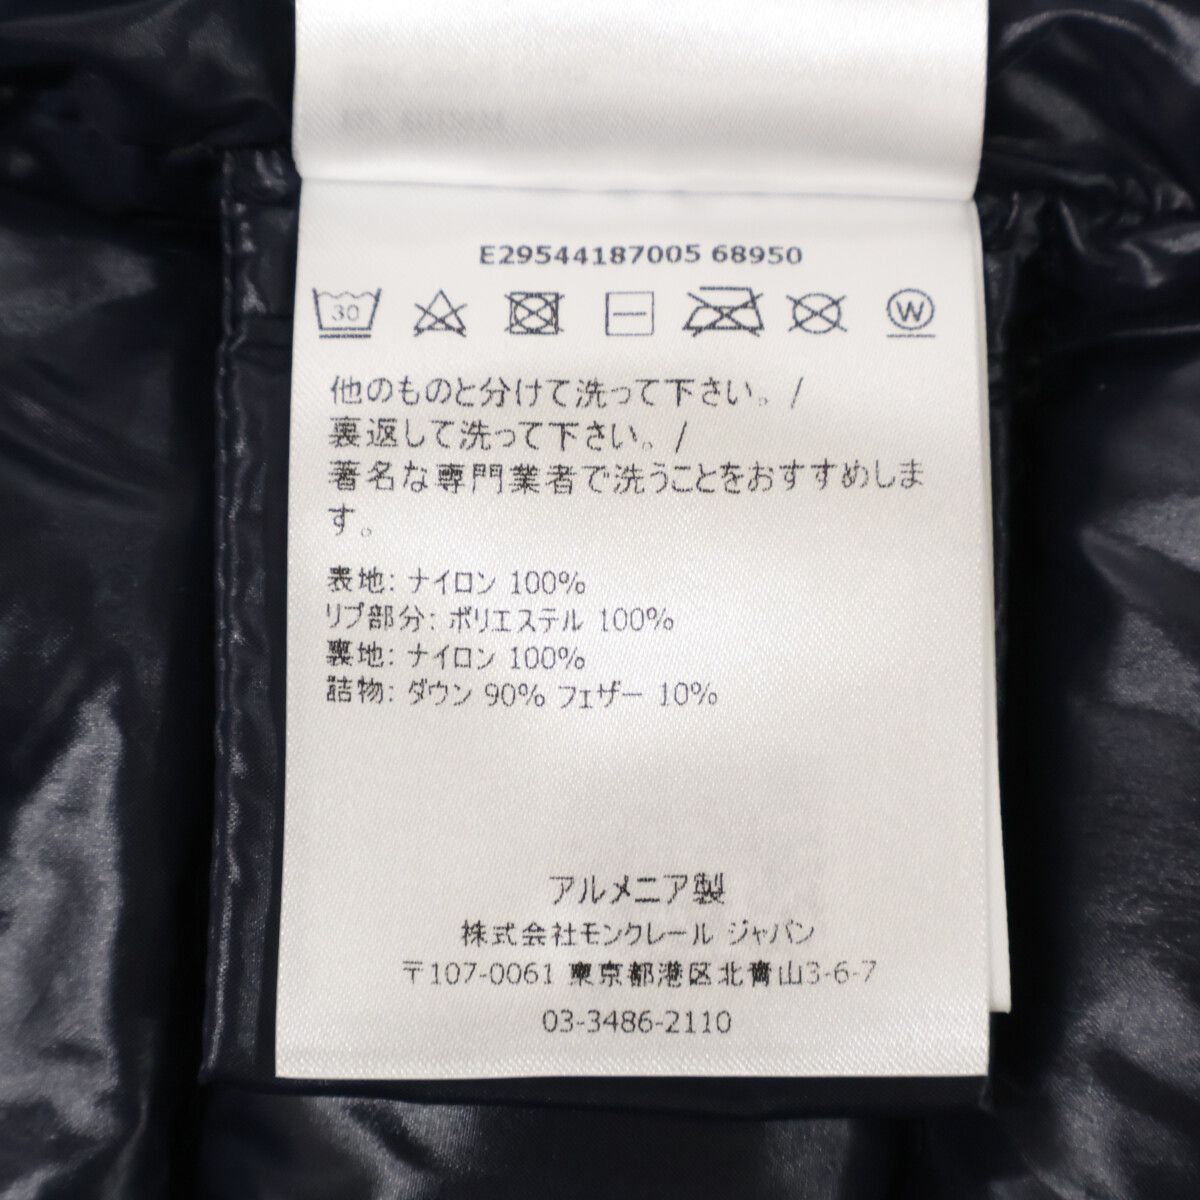 E29544187005 68950
30
W
他のものと分けて洗って下さい。/
裏返して洗って下さい。/
著名な専門業者で洗うことをおすすめしま
す。
表地: ナイロン 100%
リブ部分: ポリエステル 100%
裏地: ナイロン 100%
詰物: ダウン 90% フェザー 10%
アルメニア製
株式会社モンクレール ジャパン
〒107-0061 東京都港区北青山3-6-7
03-3486-2110